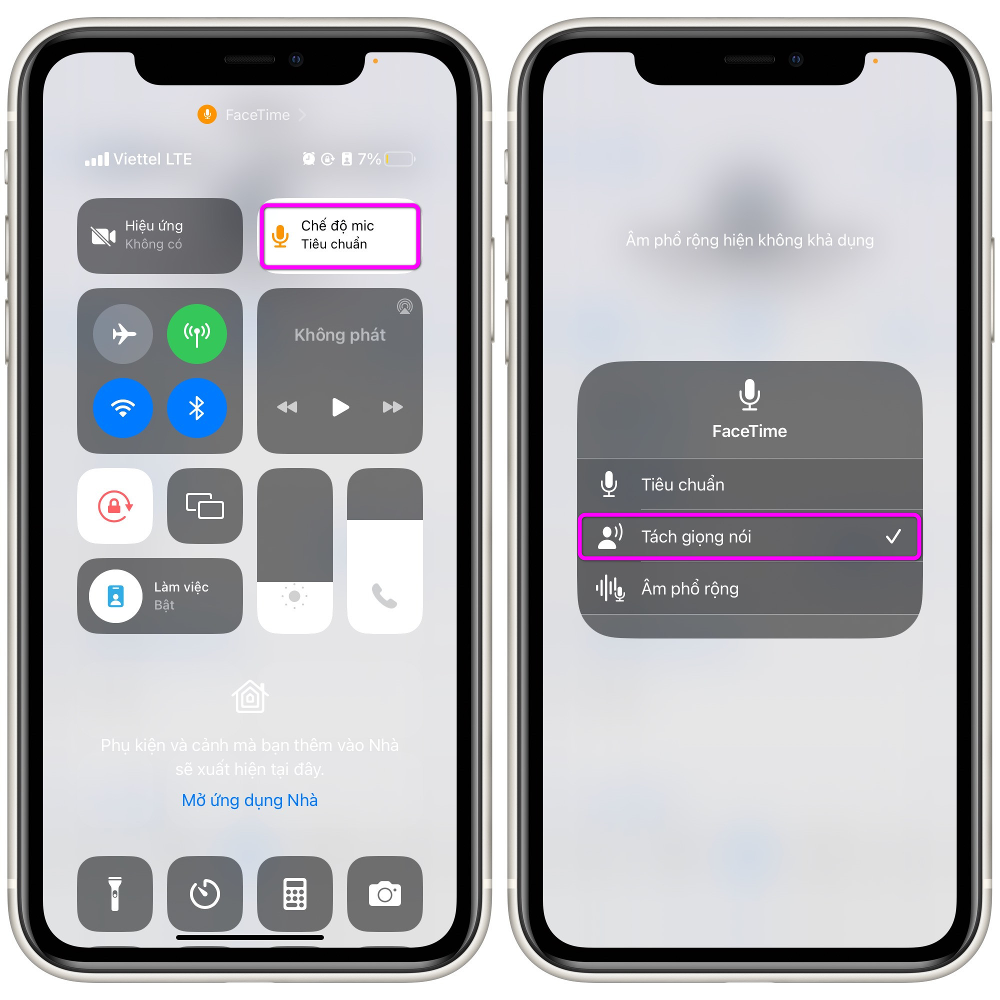 FaceTime
Viettel LTE
7%
Hiệu ứng
Không có
Chế độ mic
Tiêu chuẩn
Không phát
Làm việc
Bật
Phụ kiện và cảnh mà bạn thêm vào Nhà
sẽ xuất hiện tại đây.
Mở ứng dụng Nhà
Âm phổ rộng hiện không khả dụng
FaceTime
Tiêu chuẩn
Tách giọng nói
Âm phổ rộng